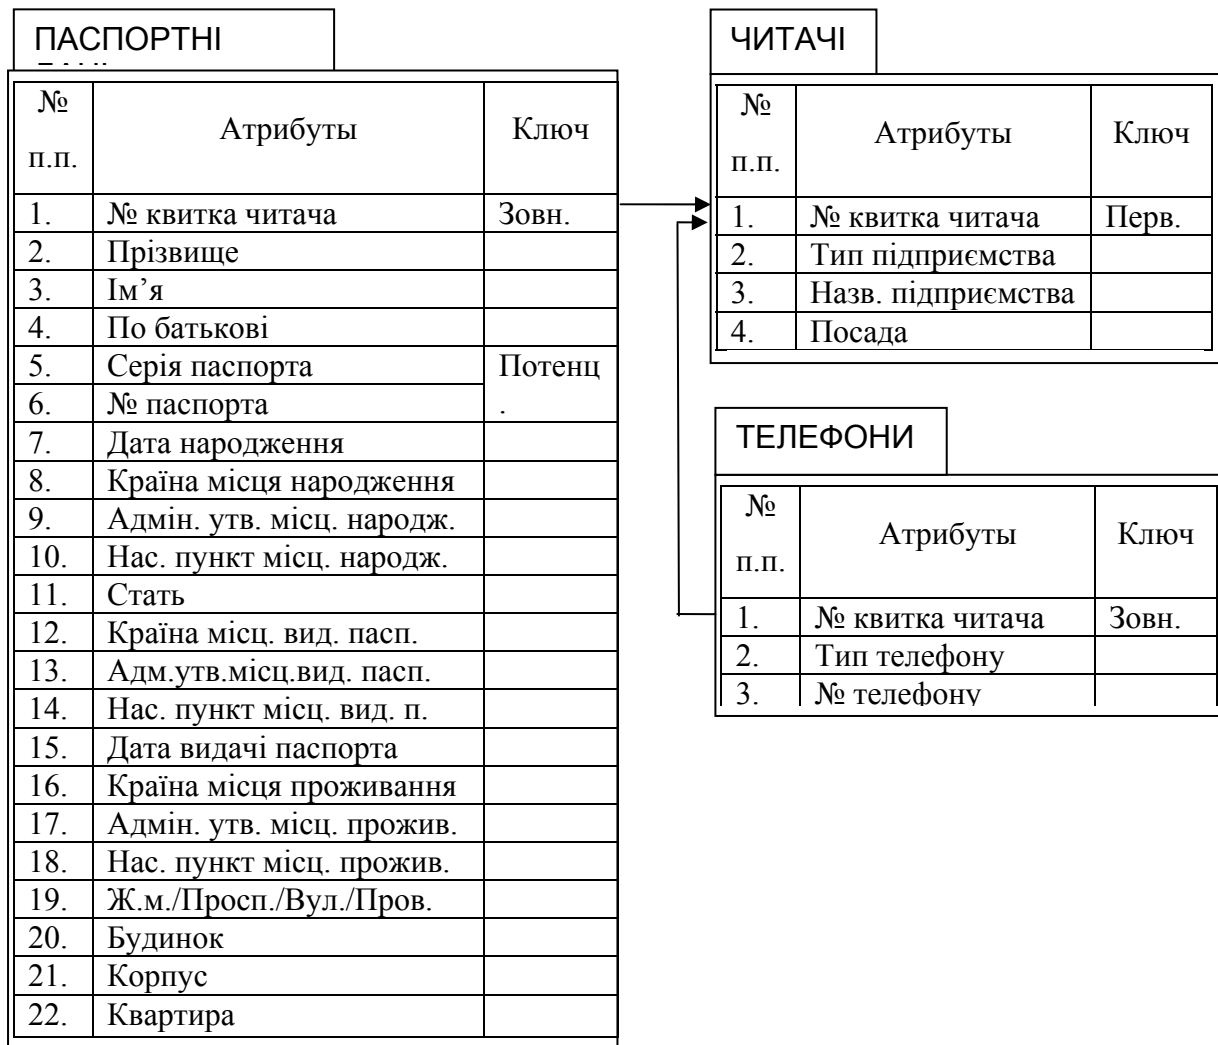 ПАСПОРТНІ
№
п.п.
Атрибуты
Ключ
1. № квитка читача Зовн.
2. Прізвище
3. Ім’я
4. По батькові
5. Серія паспорта Потенц
6. № паспорта .
7. Дата народження
8. Країна місця народження
9. Адмін. утв. місц. народж.
10. Нас. пункт місц. народж.
11. Стать
12. Країна місц. вид. пасп.
13. Адм.утв.місц.вид. пасп.
14. Нас. пункт місц. вид. п.
15. Дата видачі паспорта
16. Країна місця проживання
17. Адмін. утв. місц. прожив.
18. Нас. пункт місц. прожив.
19. Ж.м./Просп./Вул./Пров.
20. Будинок
21. Корпус
22. Квартира
ЧИТАЧІ
№
п.п.
Атрибуты
Ключ
1. № квитка читача Перв.
2. Тип підприємства
3. Назв. підприємства
4. Посада
ТЕЛЕФОНИ
№
п.п.
Атрибуты
Ключ
1. № квитка читача Зовн.
2. Тип телефону
3. № телефону